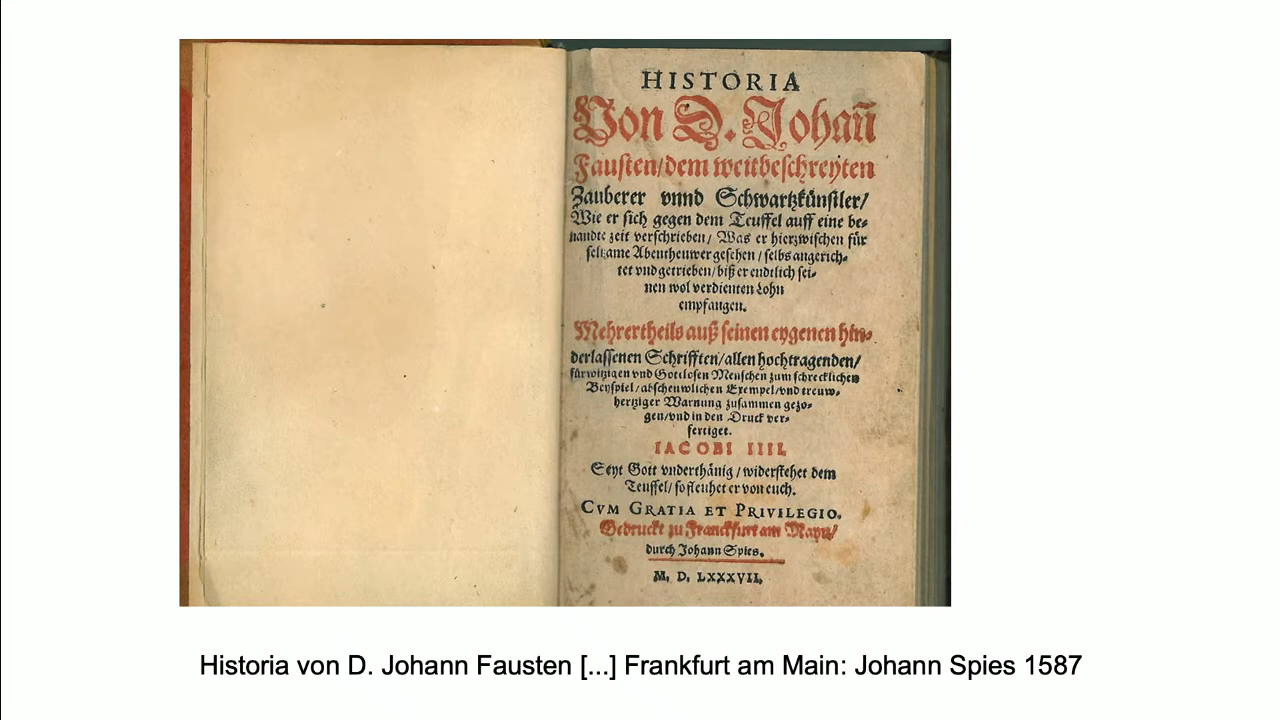 HISTORIA
Von D. Johañ
Fausten/dem weitbeschreyten
Zauberer vnnd Schwartzkünstler/
Wie er sich gegen dem Teuffel auff eine be-
nandte zeit verschrieben/ Was er hierzwischen für
seltzame Abentheuwer gesehen/ selbs angerich-
tet vnd getrieben/ biß er endtlich sei-
nen wol verdienten Lohn
empfangen.
Mehrertheils auß seinen eygenen hin-
derlassenen Schrifften/allen hochtragenden/
fürwitzigen vnd Gottlosen Menschen zum schrecklichen
Beyspiel/ abscheuwlichen Exempel/vnd treuw-
hertziger Warnung zusammen gezo-
gen/vnd in den Druck ver-
fertiget.
IACOBI IIII.
Seyt Gott vnderthänig/ widerstehet dem
Teuffel/ so fleuhet er von euch.
CVM GRATIA ET PRIVILEGIO.
Gedruckt zu Franckfurt am Mayn/
durch Johann Spies.
M. D. LXXXVII.
Historia von D. Johann Fausten [...] Frankfurt am Main: Johann Spies 1587